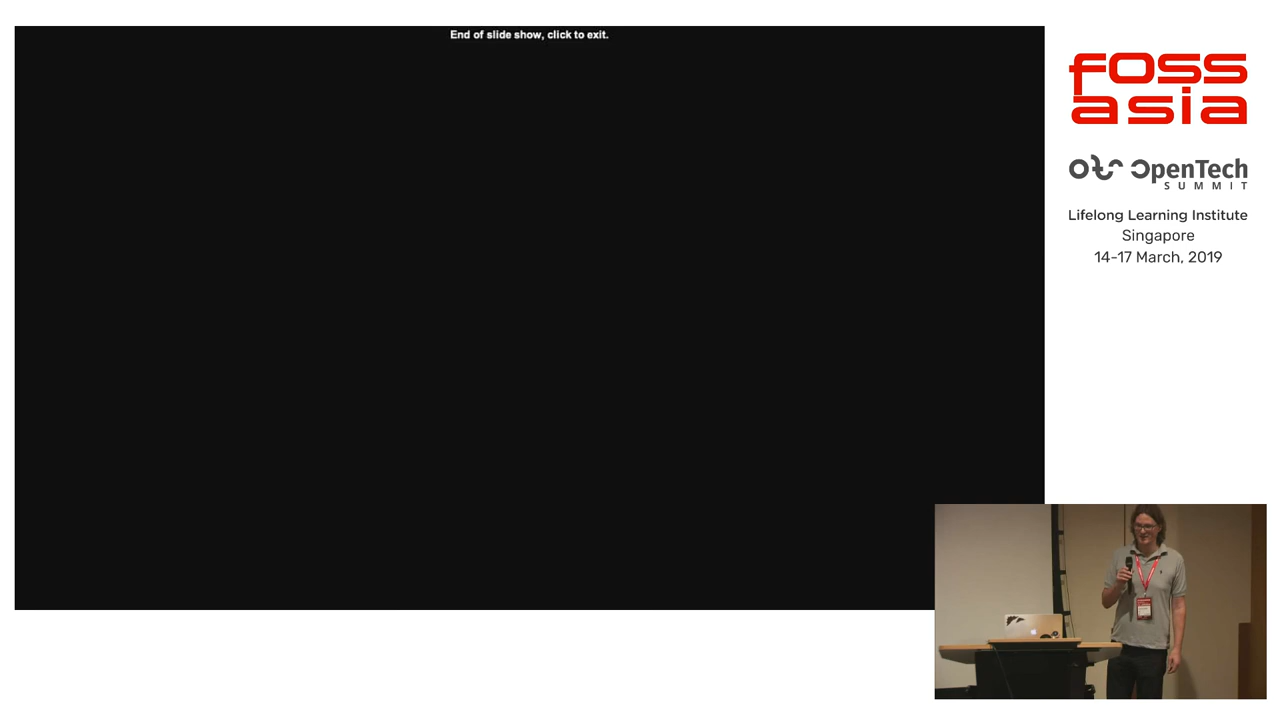 End of slide show, click to exit.
foss
asia
OpenTech
SUMMIT
Lifelong Learning Institute
Singapore
14-17 March, 2019